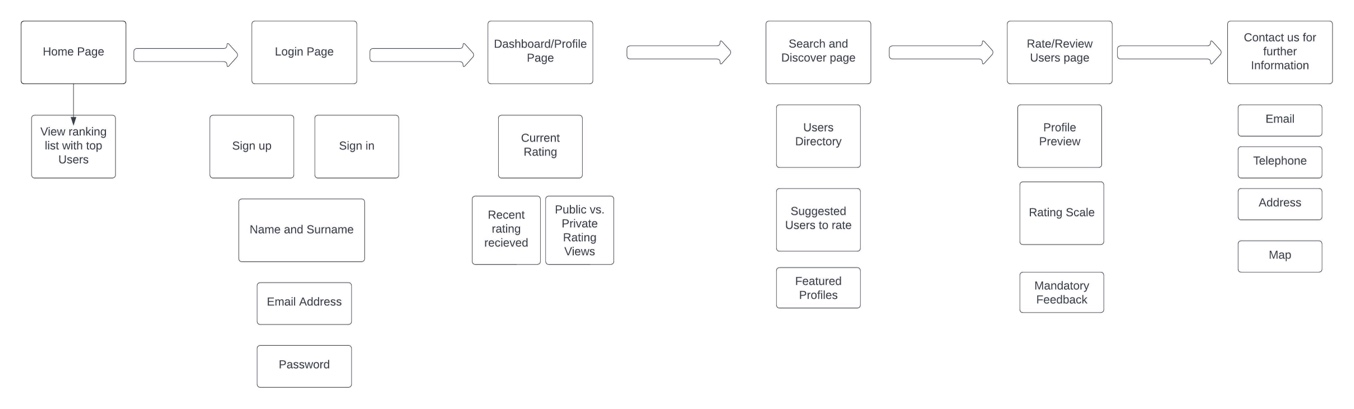 Home Page
View ranking
list with top
Users
Login Page
Sign up
Sign in
Name and Surname
Email Address
Password
Dashboard/Profile
Page
Current
Rating
Recent
rating
recieved
Public vs.
Private
Rating
Views
Search and
Discover page
Users
Directory
Suggested
Users to rate
Featured
Profiles
Rate/Review
Users page
Profile
Preview
Rating Scale
Mandatory
Feedback
Contact us for
further
Information
Email
Telephone
Address
Map